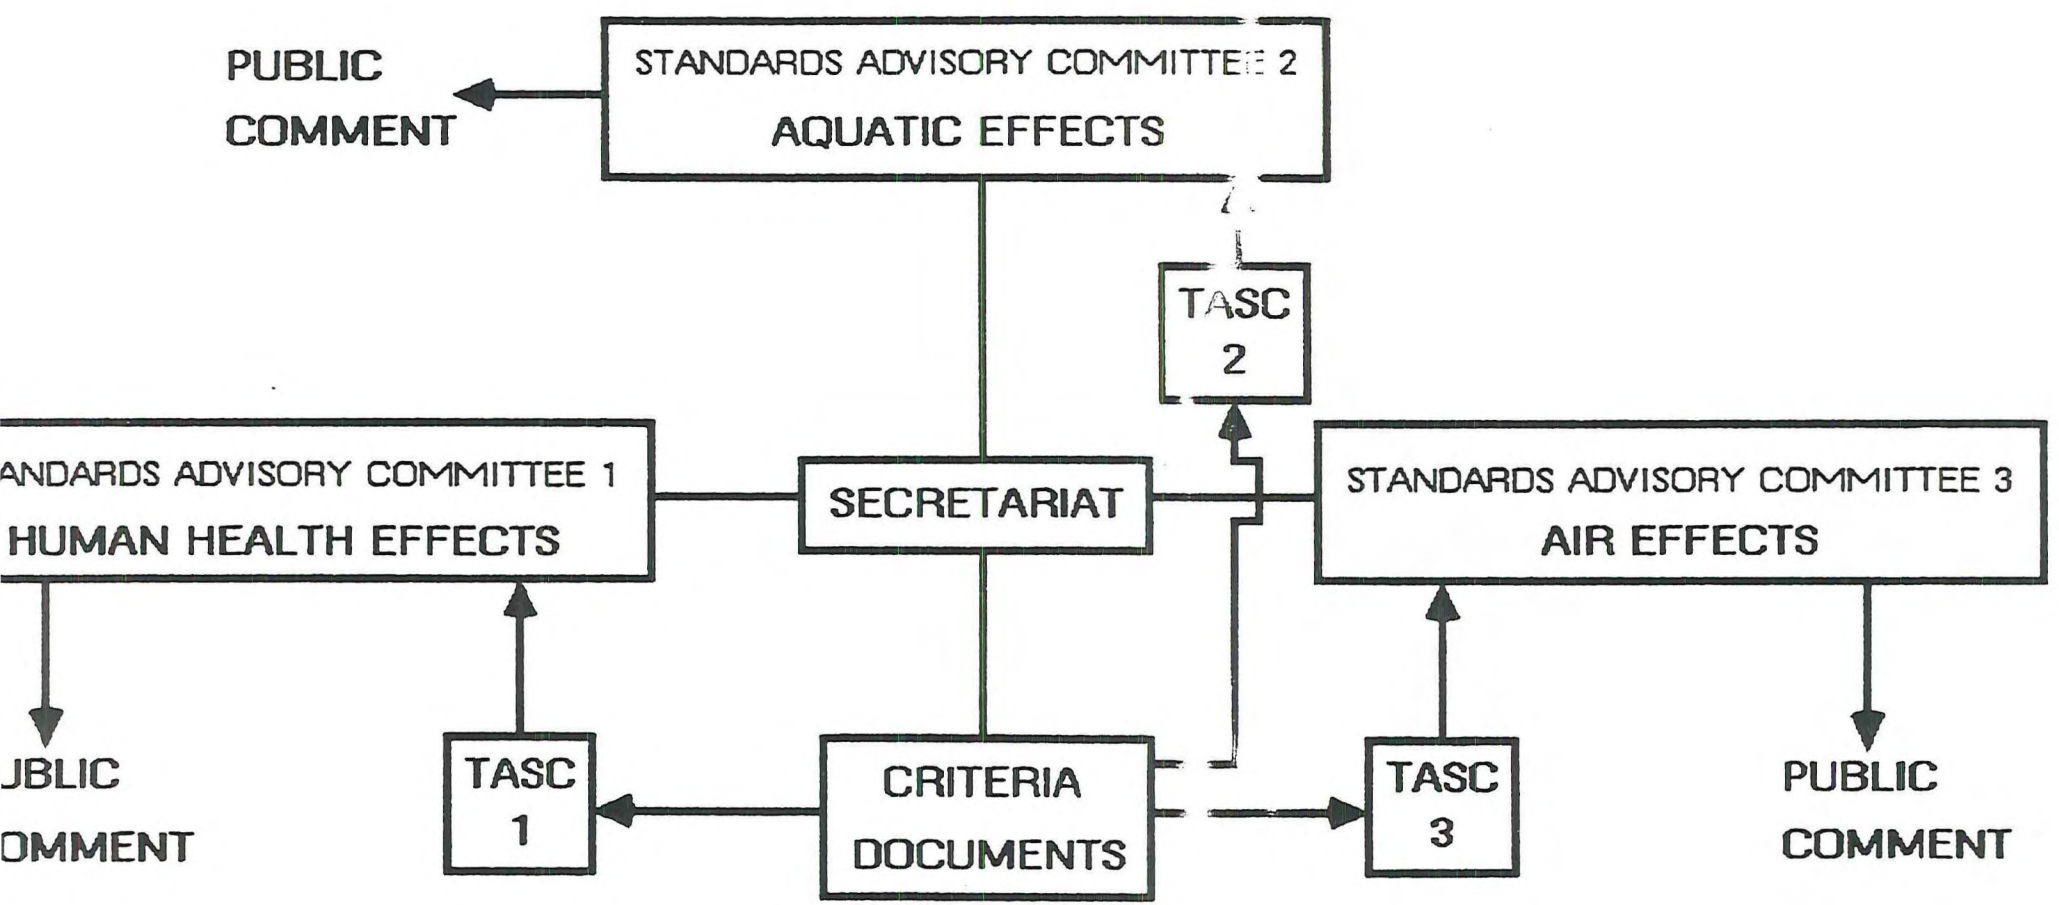 PUBLIC
COMMENT
STANDARDS ADVISORY COMMITTEE 2
AQUATIC EFFECTS
TASC
2
ANDARDS ADVISORY COMMITTEE 1
HUMAN HEALTH EFFECTS
SECRETARIAT
STANDARDS ADVISORY COMMITTEE 3
AIR EFFECTS
UBLIC
OMMENT
TASC
1
CRITERIA
DOCUMENTS
TASC
3
PUBLIC
COMMENT